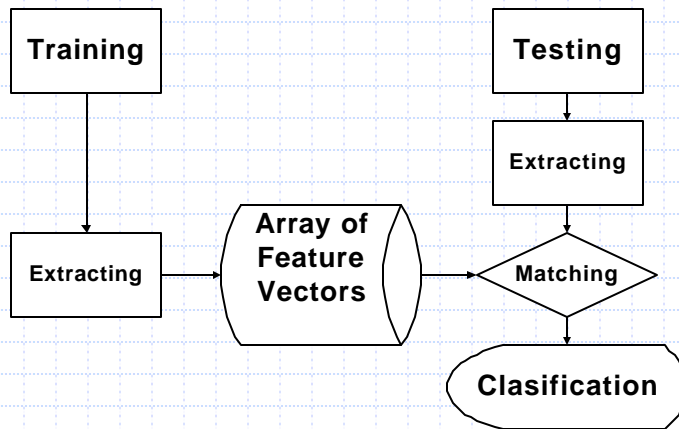 Training
Testing
Extracting
Array of
Feature
Vectors
Extracting
Matching
Clasification